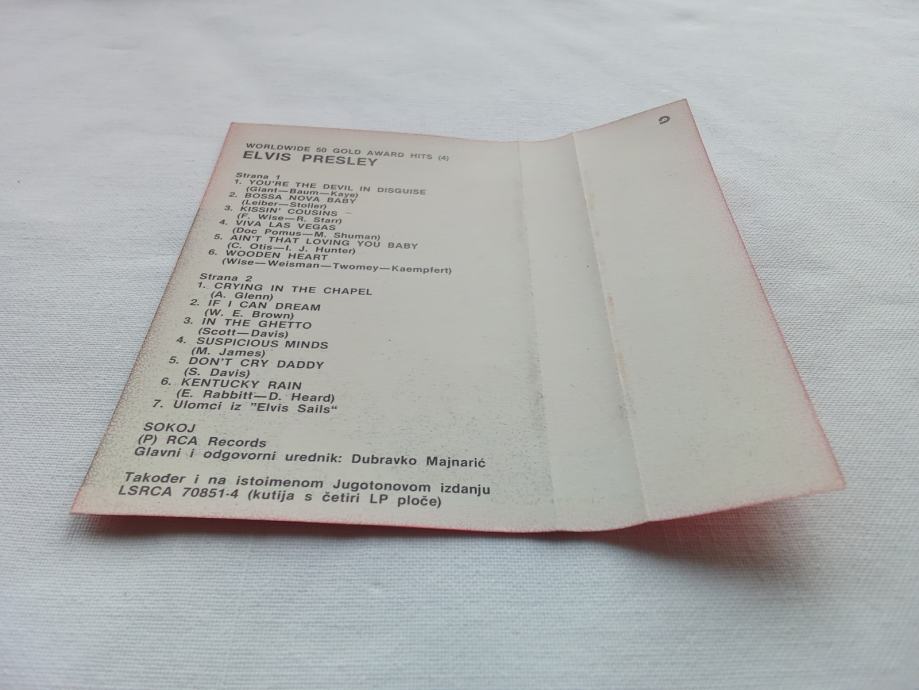 WORLDWIDE 50 GOLD AWARD HITS (4)
ELVIS PRESLEY
Strana 1
1. YOU'RE THE DEVIL IN DISGUISE
(Giant—Baum—Kaye)
2. BOSSA NOVA BABY
(Leiber—Stoller)
3. KISSIN' COUSINS
(F. Wise—R. Starr)
4. VIVA LAS VEGAS
(Doc Pomus—M. Shuman)
5. AIN'T THAT LOVING YOU BABY
(C. Otis—I. J. Hunter)
6. WOODEN HEART
(Wise—Weisman—Twomey—Kaempfert)
Strana 2
1. CRYING IN THE CHAPEL
(A. Glenn)
2. IF I CAN DREAM
(W. E. Brown)
3. IN THE GHETTO
(Scott—Davis)
4. SUSPICIOUS MINDS
(M. James)
5. DON'T CRY DADDY
(S. Davis)
6. KENTUCKY RAIN
(E. Rabbitt—D. Heard)
7. Ulomci iz "Elvis Sails"
SOKOJ
(P) RCA Records
Glavni i odgovorni urednik: Dubravko Majnarić
Također i na istoimenom Jugotonovom izdanju
LSRCA 70851-4 (kutija s četiri LP ploče)